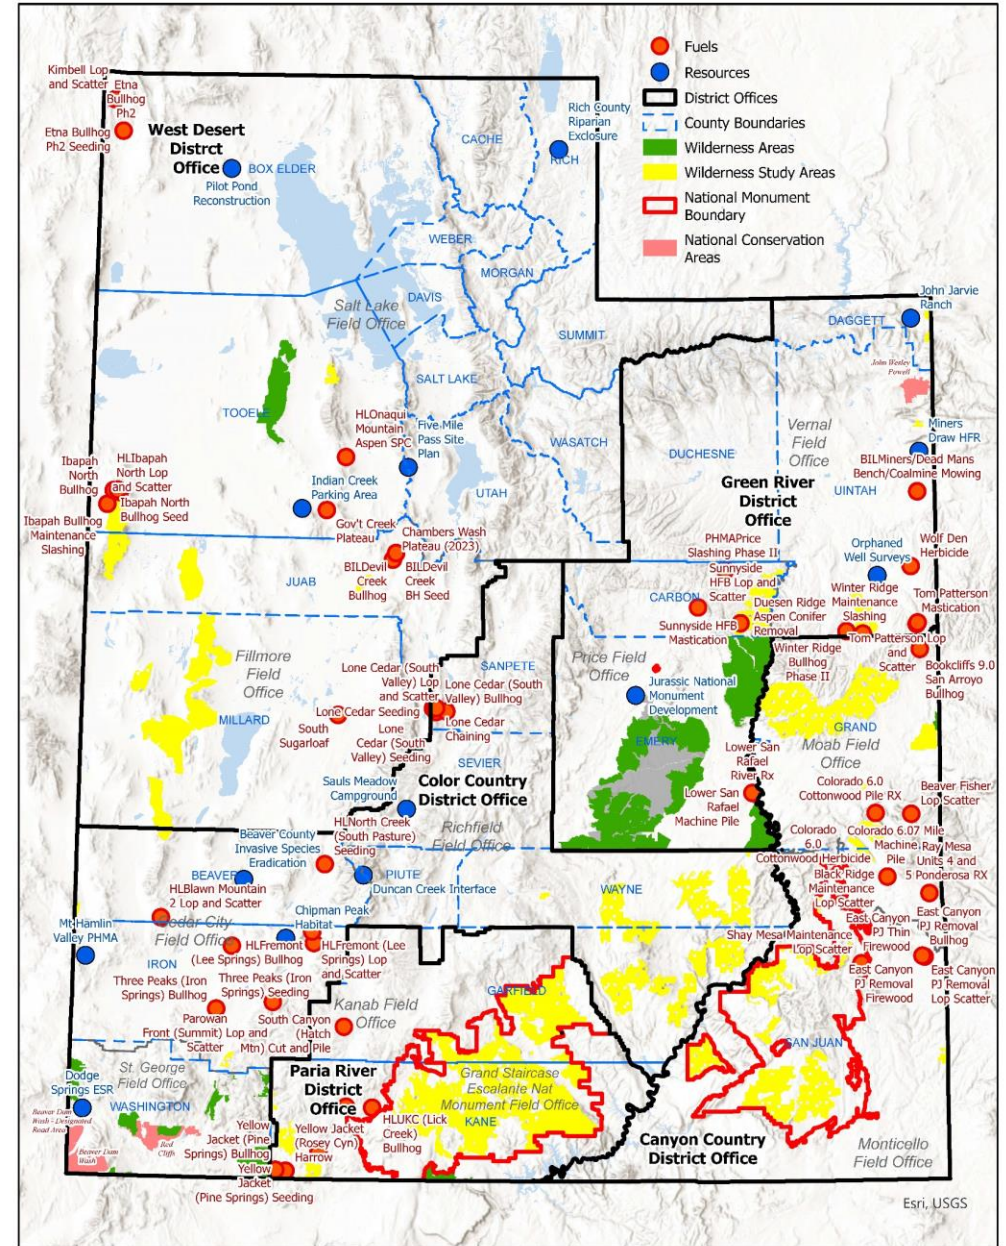 Fuels
Resources
District Offices
County Boundaries
Wilderness Areas
Wilderness Study Areas
National Monument
Boundary
National Conservation
Areas
Kimbell Lop
and Scatter
Etna
Bullhog
Ph2
Etna Bullhog
Ph2 Seeding
West Desert
Distrct
Office
BOX ELDER
Pilot Pond
Reconstruction
CACHE
Rich County
Riparian
Exclosure
RICH
WEBER
MORGAN
DAVIS
Salt Lake
Field Office
SUMMIT
SALT LAKE
TOOELE
WASATCH
UTAH
DAGGETT
John Jarvie
Ranch
John Wesley
Powell
Vernal
Field
Office
DUCHESNE
Green River
District
Office
UINTAH
Miners
Draw HFR
BILMiners/Dead Mans
Bench/Coalmine Mowing
HLOnaqui
Mountain
Aspen SPC
Five Mile
Pass Site
Plan
Indian Creek
Parking Area
Gov't Creek
Plateau
Chambers Wash
Plateau (2023)
BILDevil
Creek
Bullhog
BILDevil
Creek
BH Seed
Ibapah
North
Bullhog
HLIbapah
North Lop
and Scatter
Ibapah North
Bullhog Seed
Ibapah Bullhog
Maintenance
Slashing
JUAB
PHMAPrice
Slashing Phase II
Sunnyside
HFB Lop and
Scatter
CARBON
Sunnyside HFB
Mastication
Duesen Ridge
Aspen Conifer
Removal
Orphaned
Well Surveys
Wolf Den
Herbicide
Winter Ridge
Maintenance
Slashing
Tom Patterson
Mastication
Winter Ridge
Bullhog
Phase II
Tom Patterson Lop
and
Scatter
Bookcliffs 9.0
San Arroyo
Bullhog
Fillmore
Field
Office
MILLARD
SANPETE
Lone Cedar (South
Valley) Lop
and Scatter
Lone Cedar (South
Valley) Bullhog
Lone Cedar Seeding
Lone Cedar
Chaining
South
Sugarloaf
Lone
Cedar (South
Valley) Seeding
SEVIER
Color Country
District Office
Price Field
Office
Jurassic National
Monument
Development
EMERY
Lower San
Rafael
River Rx
Lower San
Rafael
Machine Pile
GRAND
Moab Field
Office
Colorado 6.0
Cottonwood Pile RX
Beaver Fisher
Lop Scatter
Colorado
6.0
Cottonwood Herbicide
Colorado 6.07 Mile
Machine
Pile
Ray Mesa
Units 4 and
5 Ponderosa RX
Black Ridge
Maintenance
Lop Scatter
East Canyon
PJ Thin
Firewood
East Canyon
PJ Removal
Bullhog
Shay Mesa Maintenance
Lop Scatter
East Canyon
PJ Removal
Firewood
East Canyon
PJ Removal
Lop Scatter
Sauls Meadow
Campground
HLNorth Creek
(South Pasture)
Seeding
Richfield
Field Office
Beaver County
Invasive Species
Eradication
BEAVER
PIUTE
Duncan Creek Interface
WAYNE
HLBlawn Mountain
2 Lop and Scatter
Cedar City
Field Office
Chipman Peak
Habitat
Mt Hamlin
Valley PHMA
HLFremont
(Lee Springs) Bullhog
HLFremont (Lee
Springs) Lop
and Scatter
IRON
Three Peaks (Iron
Springs) Bullhog
Three Peaks (Iron
Springs) Seeding
Parowan
Front (Summit) Lop and
Scatter
South Canyon
(Hatch
Mtn) Cut and Pile
Kanab Field
Office
GARFIELD
SAN JUAN
St. George
Field Office
Dodge
Springs ESR
WASHINGTON
Beaver Dam
Wash - Designated
Road Area
Beaver Dam
Wash
Red
Cliffs
Paria River
District
Office
Grand Staircase
Escalante Nat
Monument Field Office
KANE
HLUKC (Lick
Creek)
Bullhog
Yellow
Jacket (Pine
Springs) Bullhog
Yellow Jacket
(Rosey Cyn)
Harrow
Yellow
Jacket
(Pine Springs) Seeding
Canyon Country
District Office
Monticello
Field Office
Esri, USGS